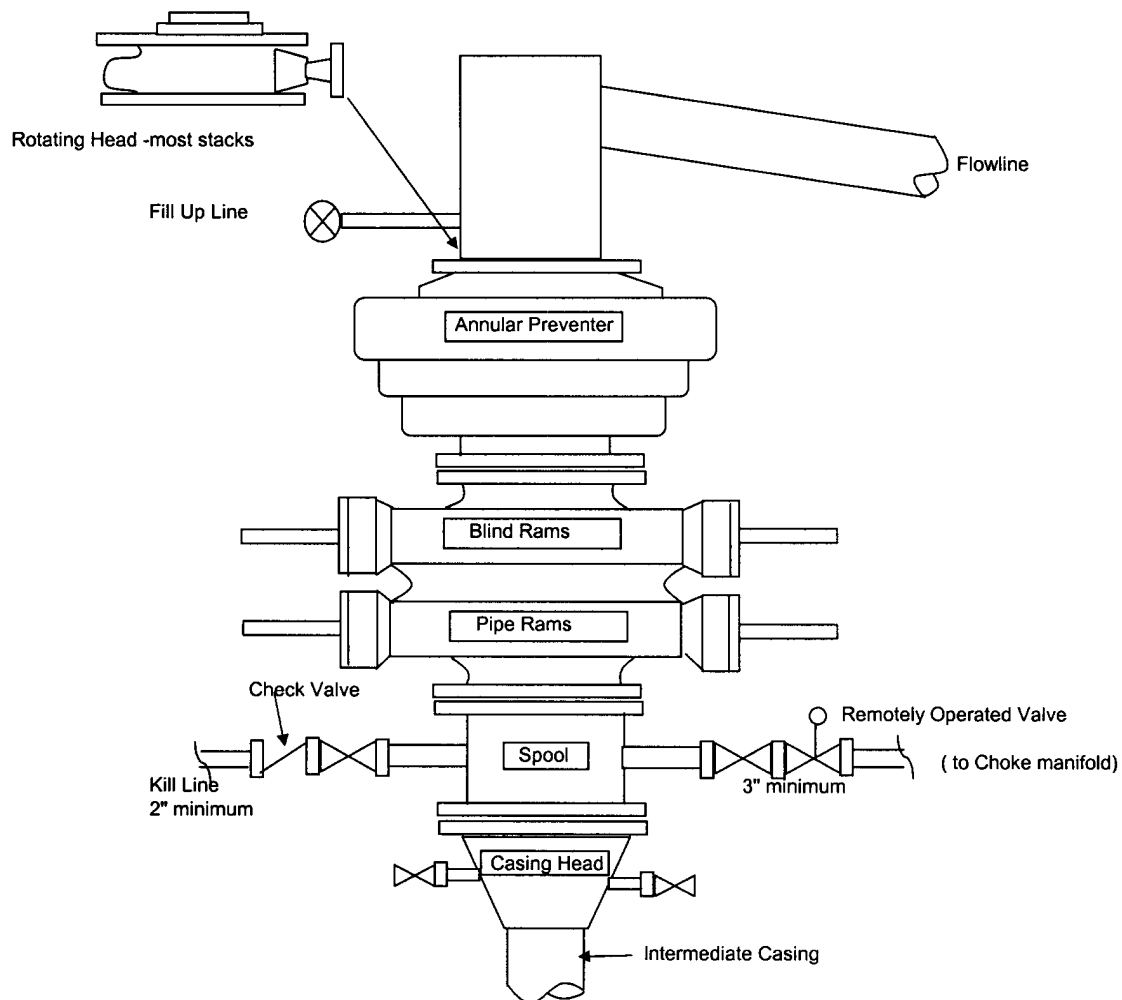 Rotating Head -most stacks
Flowline
Fill Up Line
Annular Preventer
Blind Rams
Pipe Rams
Check Valve
Remotely Operated Valve
Spool
( to Choke manifold)
Kill Line
2" minimum
3" minimum
Casing Head
Intermediate Casing